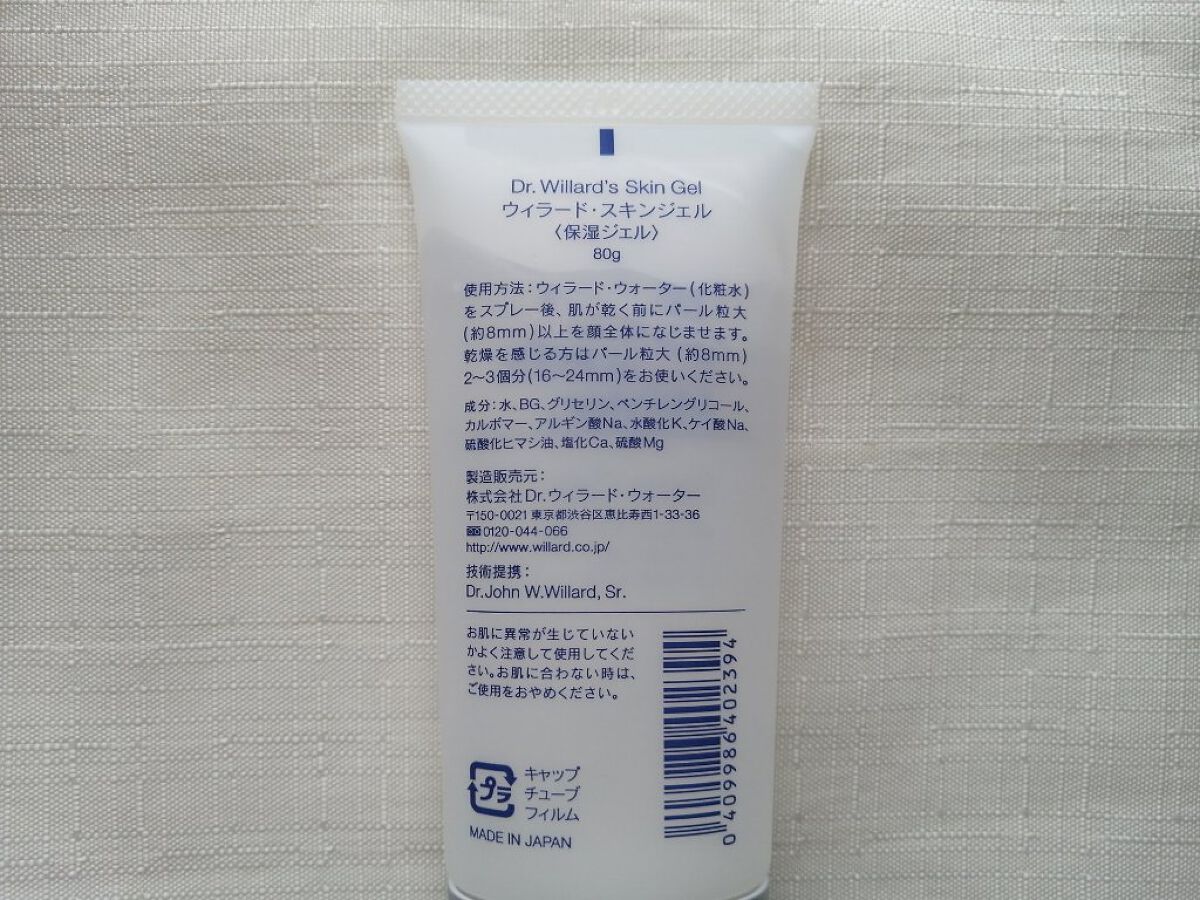 Dr. Willard's Skin Gel
ウィラード・スキンジェル
〈保湿ジェル〉
80g
使用方法：ウィラード・ウォーター(化粧水)
をスプレー後、肌が乾く前にパール粒大
(約8mm)以上を顔全体になじませます。
乾燥を感じる方はパール粒大 (約8mm)
2〜3個分(16〜24mm)をお使いください。
成分：水、BG、グリセリン、ペンチレングリコール、
カルボマー、アルギン酸Na、水酸化K、ケイ酸Na、
硫酸化ヒマシ油、塩化Ca、硫酸Mg
製造販売元：
株式会社Dr.ウィラード・ウォーター
〒150-0021 東京都渋谷区恵比寿西1-33-36
0120-044-066
http://www.willard.co.jp/
技術提携：
Dr.John W.Willard, Sr.
お肌に異常が生じていない
かよく注意して使用してくだ
さい。お肌に合わない時は、
ご使用をおやめください。
プラ
キャップ
チューブ
フィルム
MADE IN JAPAN
0409986402394